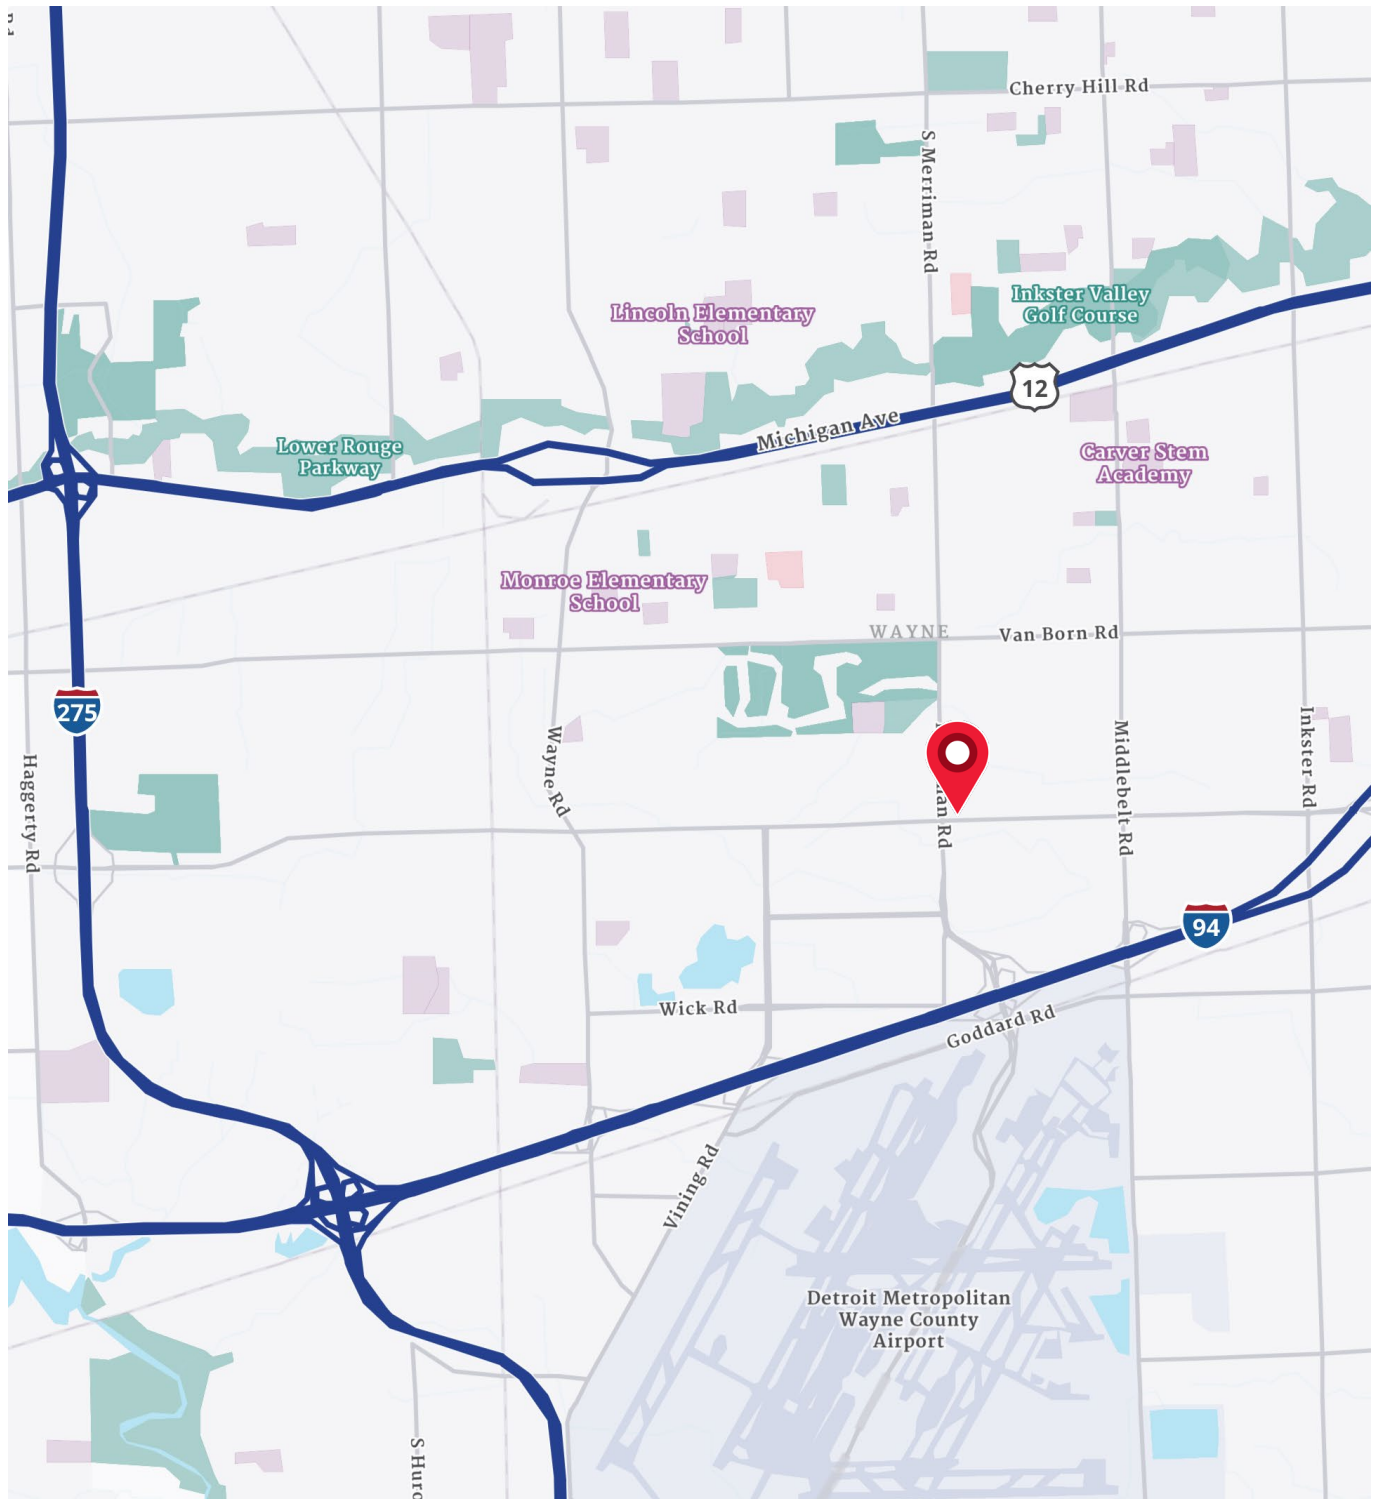 Cherry Hill Rd
S Merriman Rd
Inkster Valley
Golf Course
Lincoln Elementary
School
12
Michigan Ave
Lower Rouge
Parkway
Carver Stem
Academy
Monroe Elementary
School
WAYNE
Van Born Rd
275
Wayne Rd
Haggerty Rd
Middlebelt Rd
Inkster Rd
Rd
94
Wick Rd
Goddard Rd
Vining Rd
Detroit Metropolitan
Wayne County
Airport